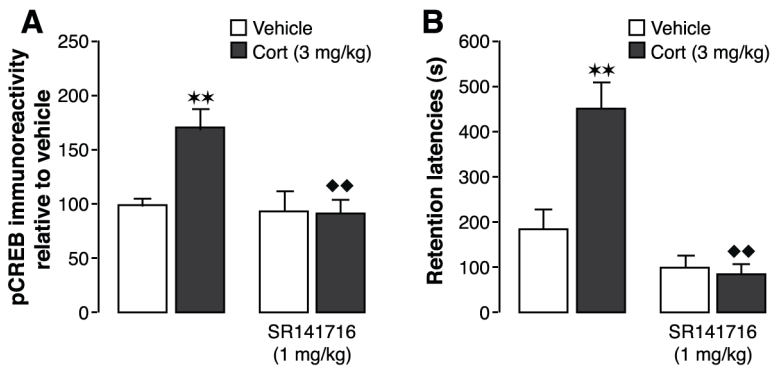 A
Vehicle
Cort (3 mg/kg)
pCREB immunoreactivity
relative to vehicle
250
200
150
100
50
0
✶✶
◆◆
SR141716
(1 mg/kg)
B
Vehicle
Cort (3 mg/kg)
Retention latencies (s)
600
500
400
300
200
100
0
✶✶
◆◆
SR141716
(1 mg/kg)